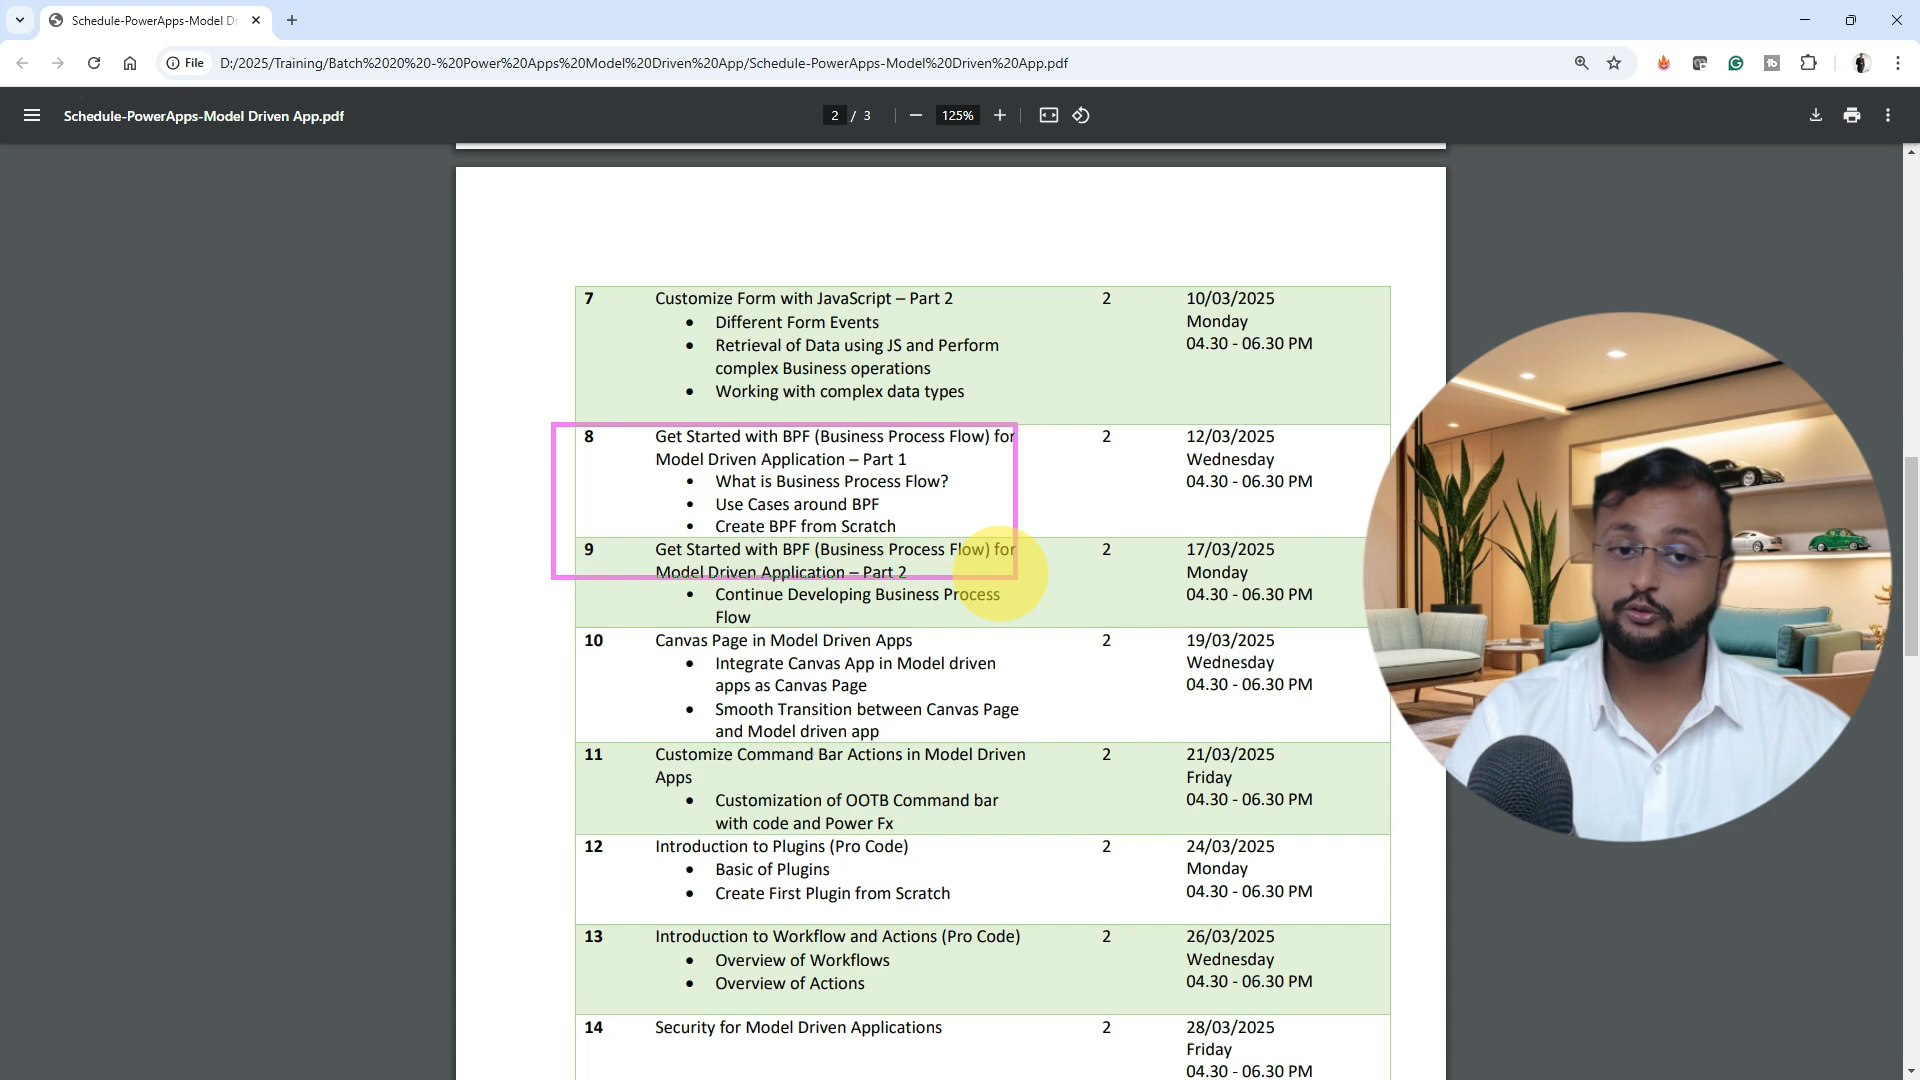 Schedule-PowerApps-Model Dr
File
D:/2025/Training/Batch%2020%20-%20Power%20Apps%20Model%20Driven%20App/Schedule-PowerApps-Model%20Driven%20App.pdf
Schedule-PowerApps-Model Driven App.pdf
2 / 3
125%
7 Customize Form with JavaScript – Part 2 2 10/03/2025
• Different Form Events Monday
• Retrieval of Data using JS and Perform 04.30 - 06.30 PM
complex Business operations
• Working with complex data types
8 Get Started with BPF (Business Process Flow) for 2 12/03/2025
Model Driven Application – Part 1 Wednesday
• What is Business Process Flow? 04.30 - 06.30 PM
• Use Cases around BPF
• Create BPF from Scratch
9 Get Started with BPF (Business Process Flow) for 2 17/03/2025
Model Driven Application – Part 2 Monday
• Continue Developing Business Process 04.30 - 06.30 PM
Flow
10 Canvas Page in Model Driven Apps 2 19/03/2025
• Integrate Canvas App in Model driven Wednesday
apps as Canvas Page 04.30 - 06.30 PM
• Smooth Transition between Canvas Page
and Model driven app
11 Customize Command Bar Actions in Model Driven 2 21/03/2025
Apps Friday
• Customization of OOTB Command bar 04.30 - 06.30 PM
with code and Power Fx
12 Introduction to Plugins (Pro Code) 2 24/03/2025
• Basic of Plugins Monday
• Create First Plugin from Scratch 04.30 - 06.30 PM
13 Introduction to Workflow and Actions (Pro Code) 2 26/03/2025
• Overview of Workflows Wednesday
• Overview of Actions 04.30 - 06.30 PM
14 Security for Model Driven Applications 2 28/03/2025
Friday
04.30 - 06.30 PM